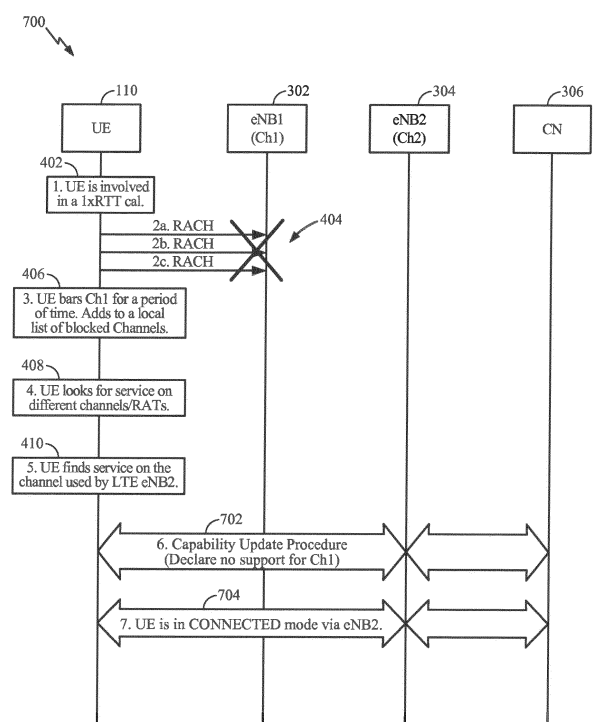 700
110
302
304
306
UE
eNB1
(Ch1)
eNB2
(Ch2)
CN
402
1. UE is involved
in a 1xRTT cal.
2a. RACH
2b. RACH
2c. RACH
404
406
3. UE bars Ch1 for a period
of time. Adds to a local
list of blocked Channels.
408
4. UE looks for service on
different channels/RATs.
410
5. UE finds service on the
channel used by LTE eNB2.
702
6. Capability Update Procedure
(Declare no support for Ch1)
704
7. UE is in CONNECTED mode via eNB2.